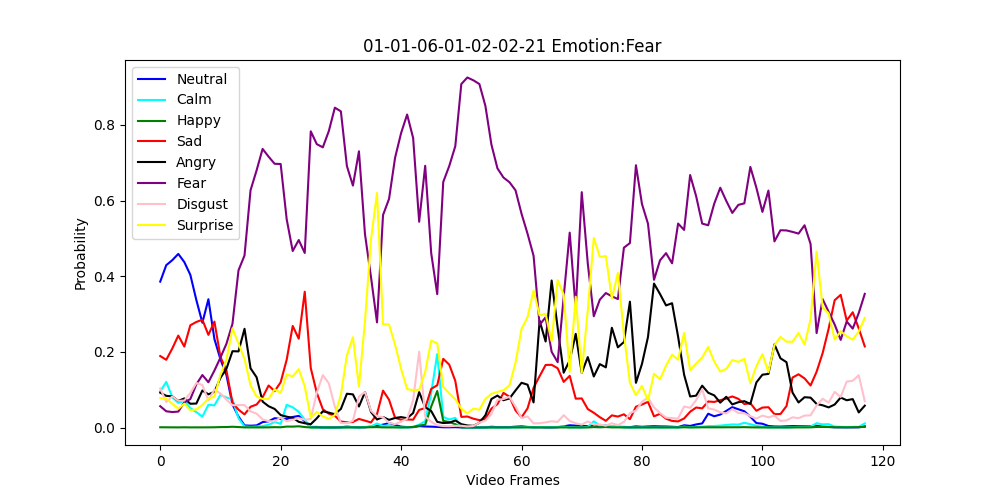 01-01-06-01-02-02-21 Emotion:Fear
Neutral
Calm
Happy
Sad
Angry
Fear
Disgust
Surprise
Probability
0.8
0.6
0.4
0.2
0.0
0 20 40 60 80 100 120
Video Frames